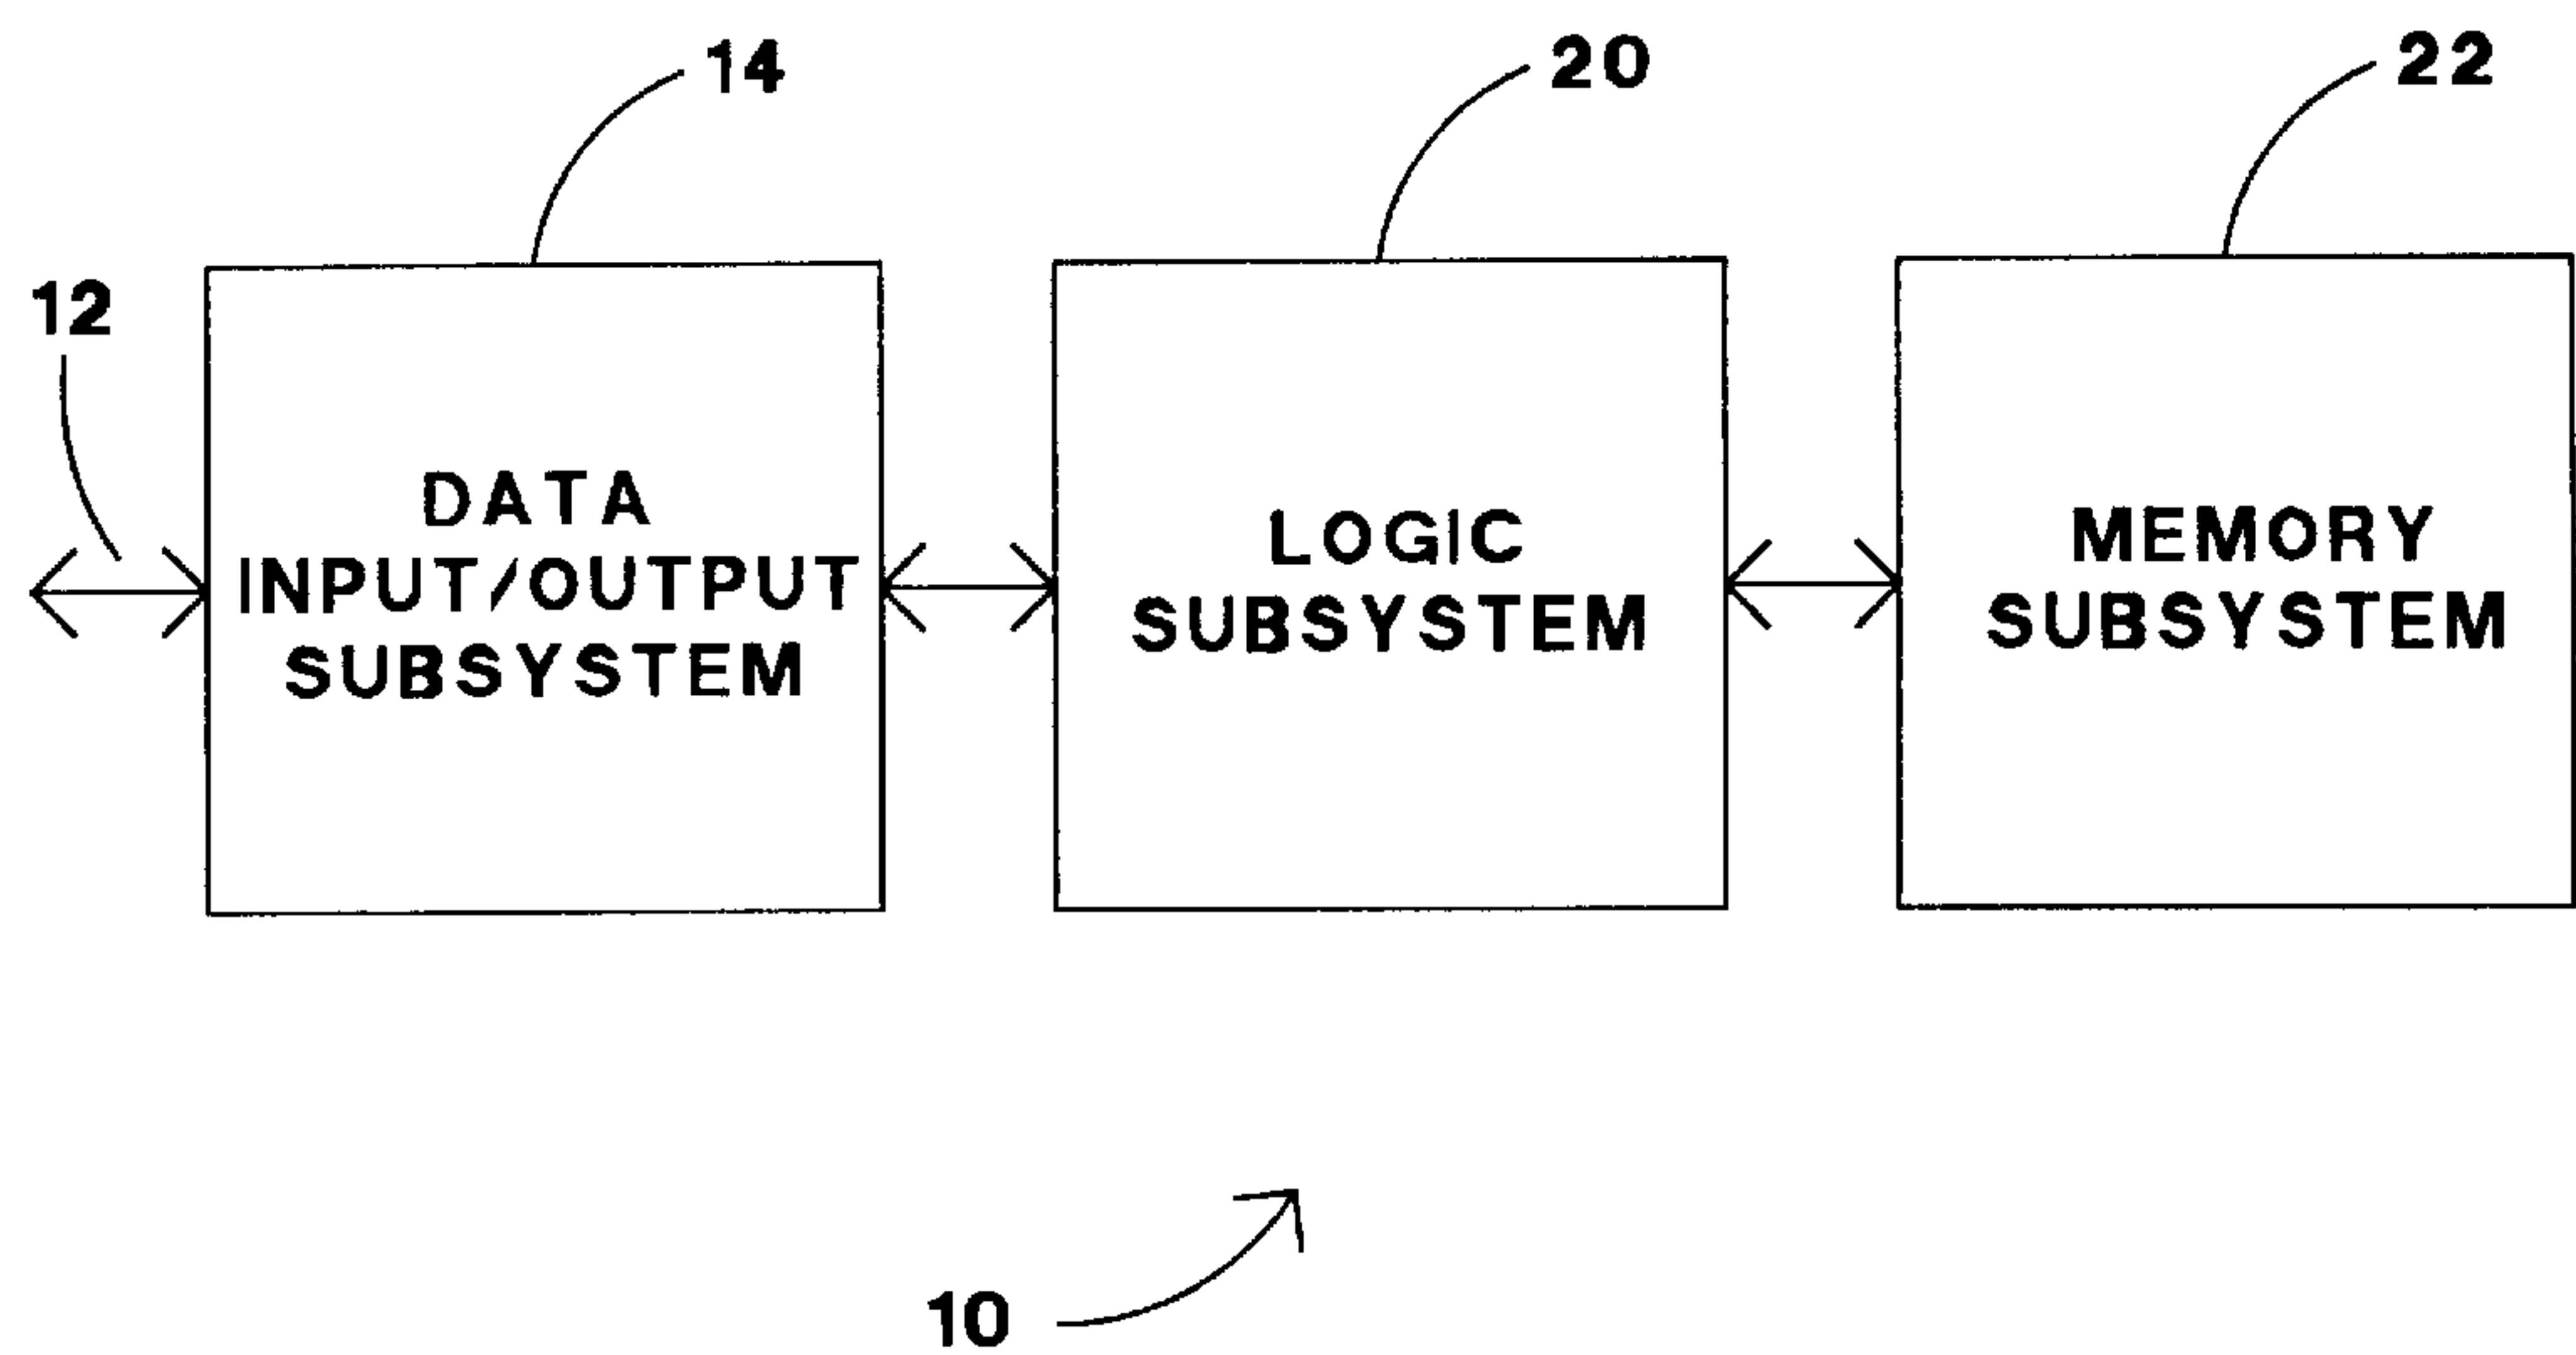 14
20
22
12
DATA
INPUT/OUTPUT
SUBSYSTEM
LOGIC
SUBSYSTEM
MEMORY
SUBSYSTEM
10